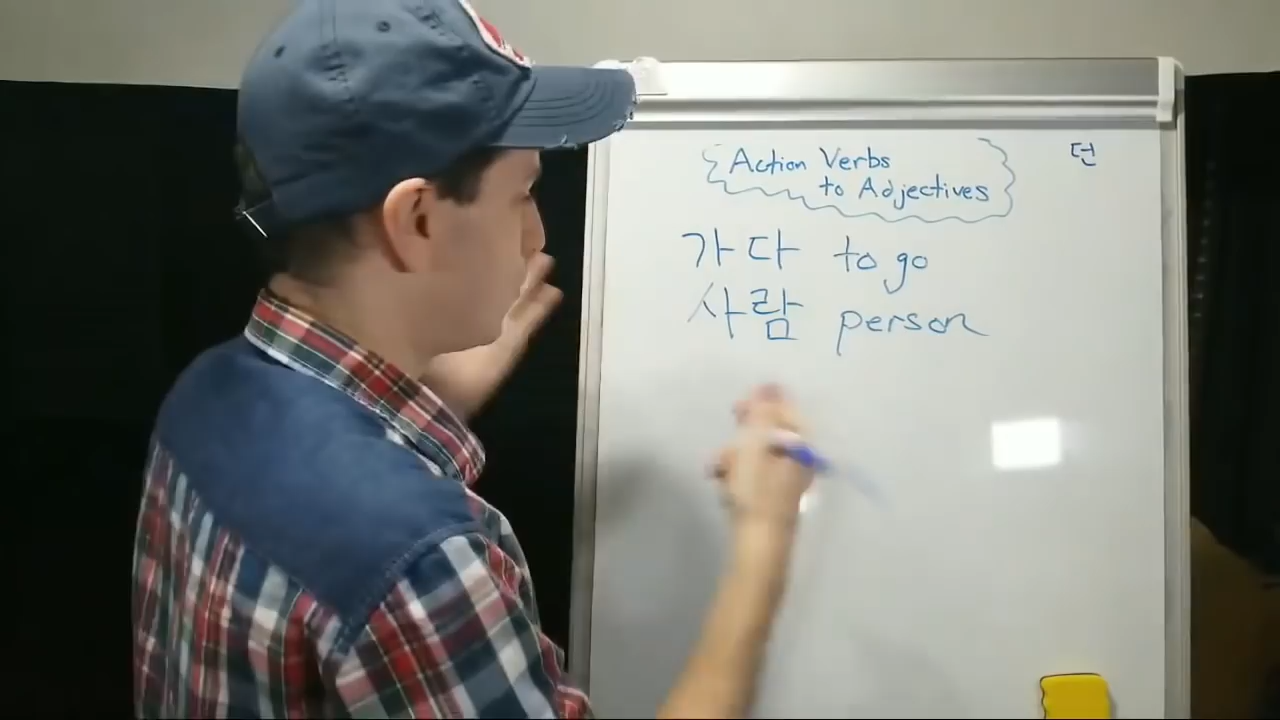 Action Verbs
to Adjectives
던
가다 to go
사람 person